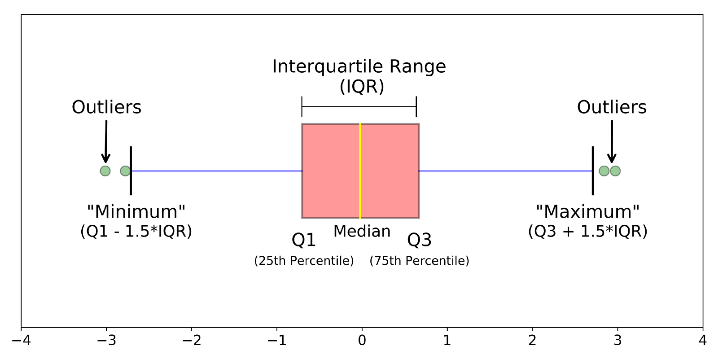 Interquartile Range
(IQR)
Outliers
Outliers
"Minimum"
(Q1 - 1.5*IQR)
"Maximum"
(Q3 + 1.5*IQR)
Median
Q1
Q3
(25th Percentile)
(75th Percentile)
−4
−3
−2
−1
0
1
2
3
4